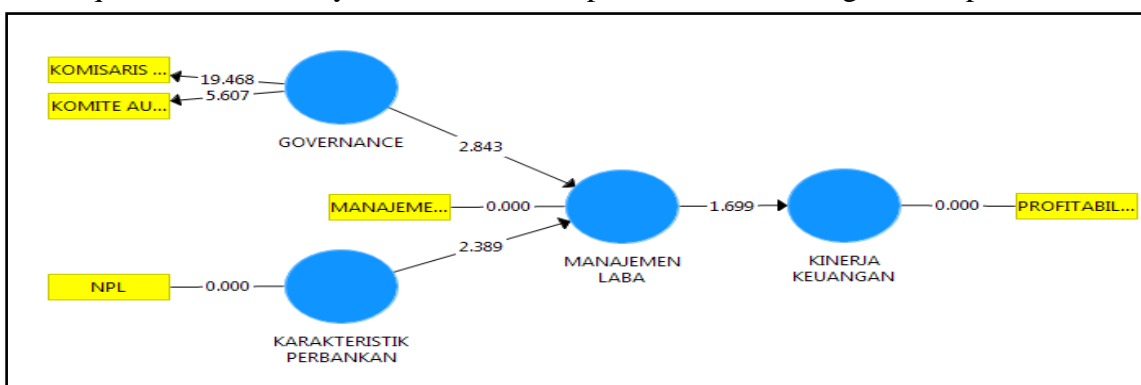 KOMISARIS ...
19.468
KOMITE AU...
5.607
GOVERNANCE
2.843
MANAJEME...
0.000
1.699
0.000
PROFITABIL...
2.389
MANAJEMEN
LABA
KINERJA
KEUANGAN
NPL
0.000
KARAKTERISTIK
PERBANKAN